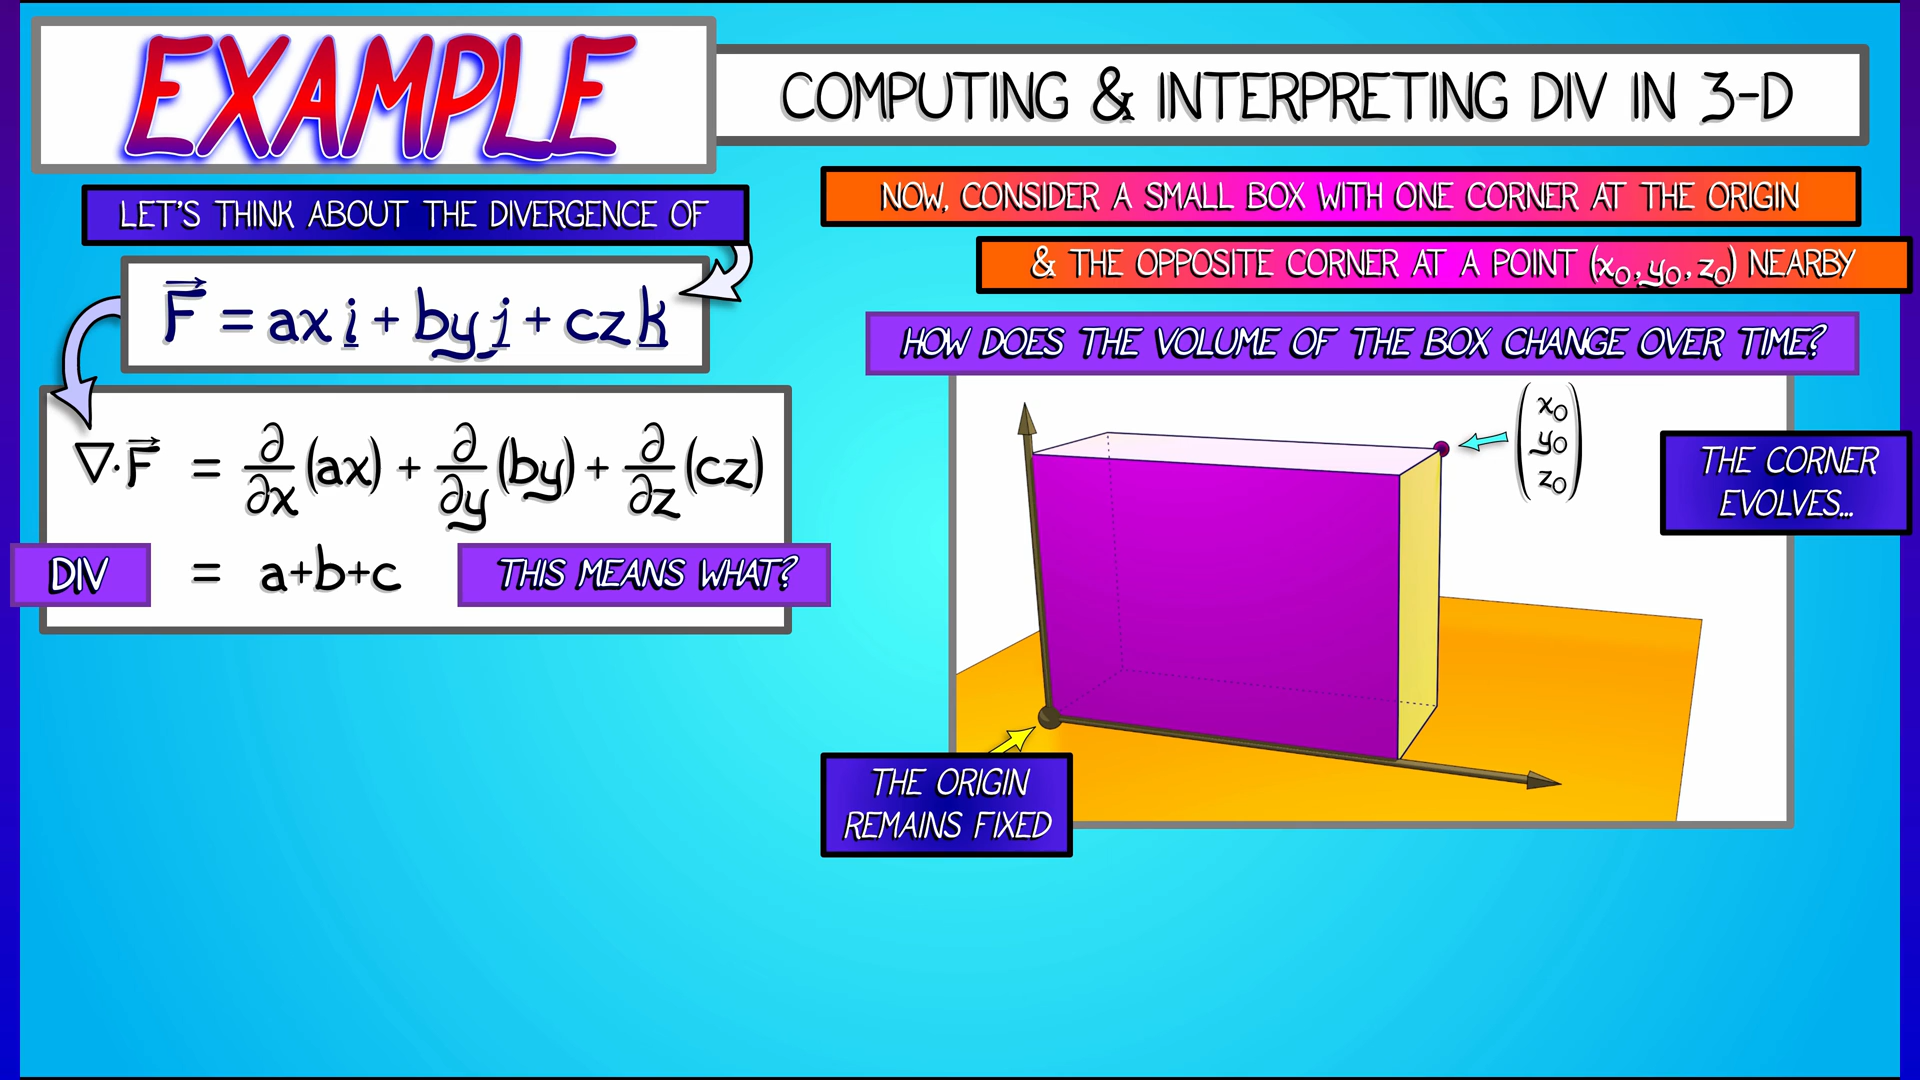 EXAMPLE
COMPUTING & INTERPRETING DIV IN 3-D
LET'S THINK ABOUT THE DIVERGENCE OF
F⃗ = ax i + by j + cz k
∇·F⃗ = ∂/∂x (ax) + ∂/∂y (by) + ∂/∂z (cz)
DIV = a+b+c THIS MEANS WHAT?
NOW, CONSIDER A SMALL BOX WITH ONE CORNER AT THE ORIGIN
& THE OPPOSITE CORNER AT A POINT (x₀, y₀, z₀) NEARBY
HOW DOES THE VOLUME OF THE BOX CHANGE OVER TIME?
x₀
y₀
z₀
THE CORNER
EVOLVES...
THE ORIGIN
REMAINS FIXED